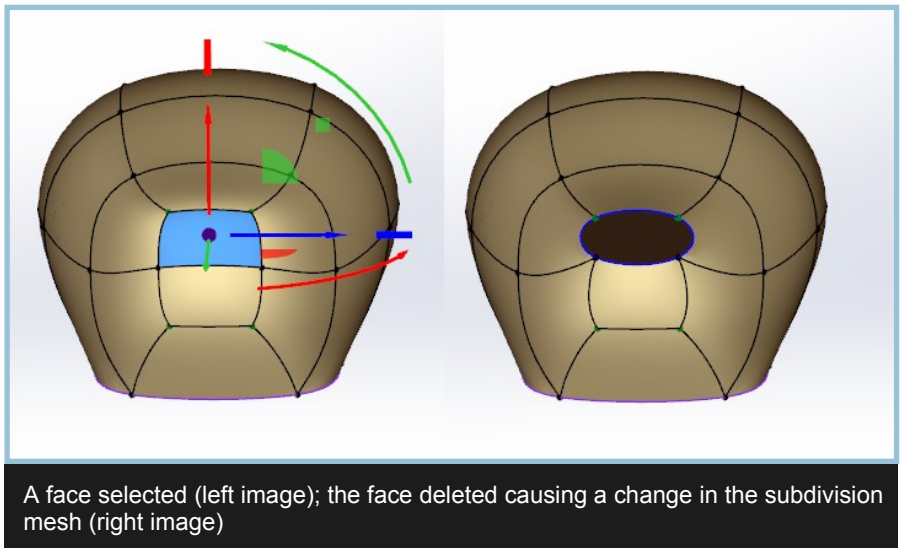 A face selected (left image); the face deleted causing a change in the subdivision
mesh (right image)